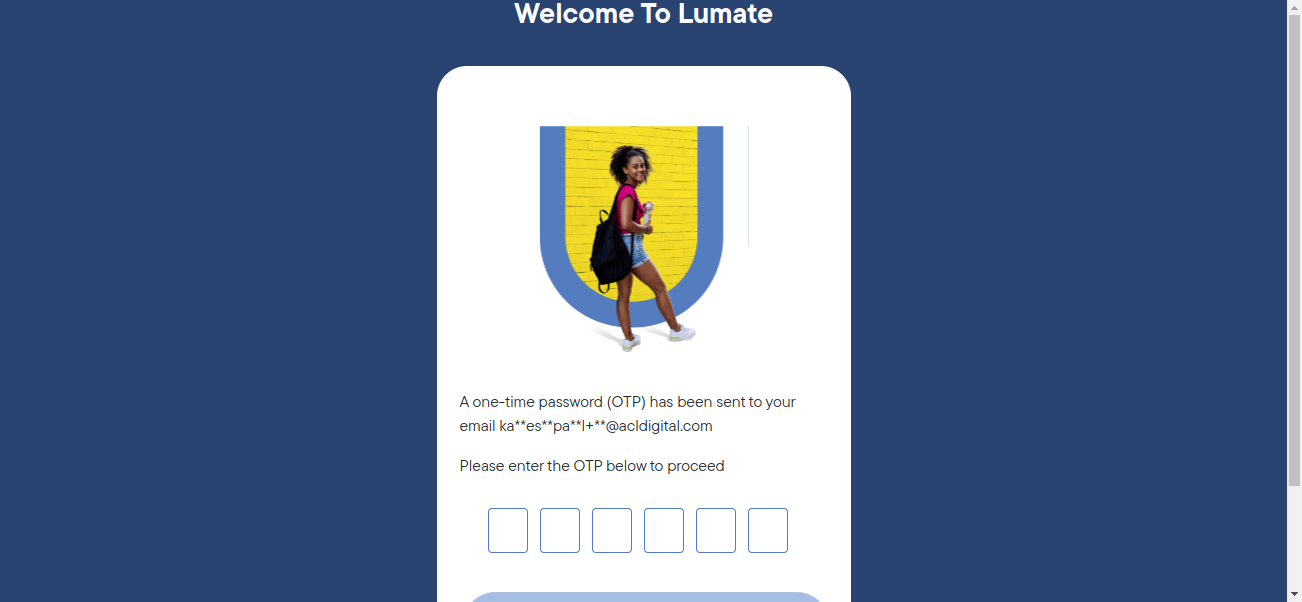 Welcome To Lumate
A one-time password (OTP) has been sent to your
email ka**es**pa**l+**@acldigital.com
Please enter the OTP below to proceed